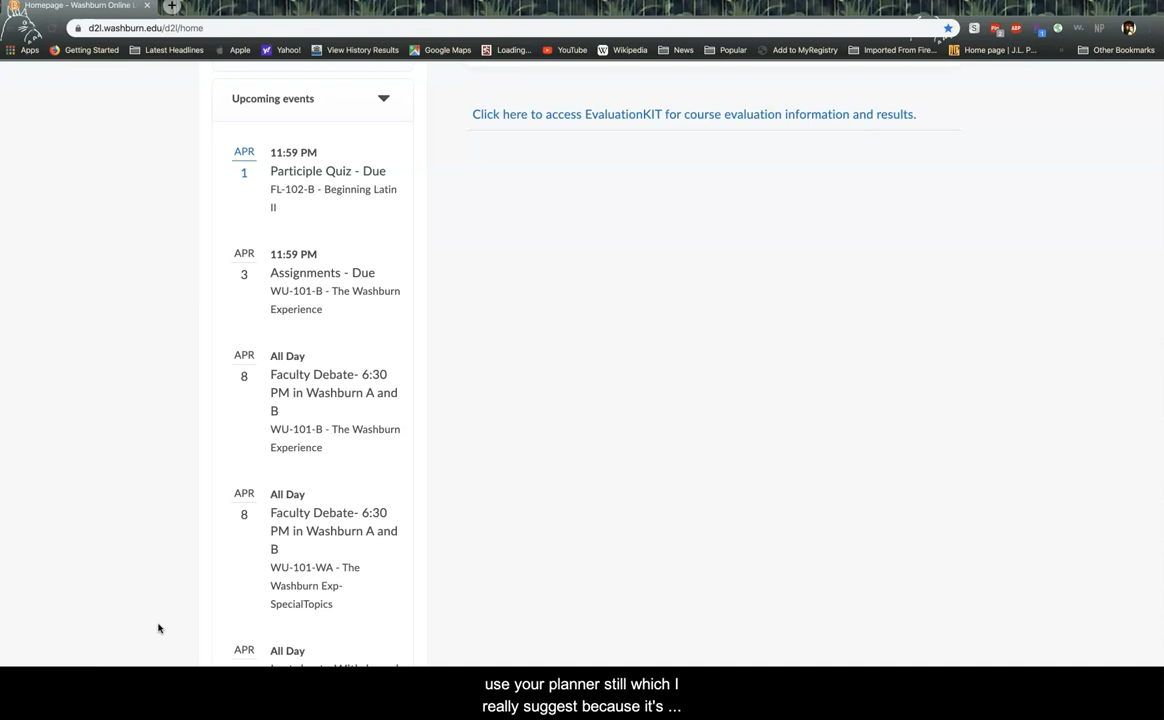 Homepage - Washburn Online L
d2l.washburn.edu/d2l/home
S
ABP
NP
Apps
Getting Started
Latest Headlines
Apple
Yahoo!
View History Results
Google Maps
Loading...
YouTube
Wikipedia
News
Popular
Add to MyRegistry
Imported From Fire...
Home page | J.L. P...
»
Other Bookmarks
Upcoming events
Click here to access EvaluationKIT for course evaluation information and results.
APR
1
11:59 PM
Participle Quiz - Due
FL-102-B - Beginning Latin
II
APR
3
11:59 PM
Assignments - Due
WU-101-B - The Washburn
Experience
APR
8
All Day
Faculty Debate- 6:30
PM in Washburn A and
B
WU-101-B - The Washburn
Experience
APR
8
All Day
Faculty Debate- 6:30
PM in Washburn A and
B
WU-101-WA - The
Washburn Exp-
SpecialTopics
APR
All Day
use your planner still which I
really suggest because it's ...